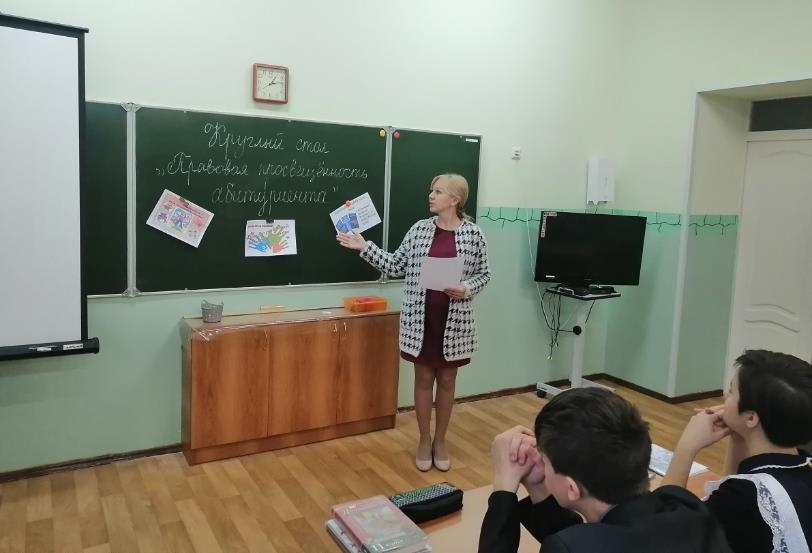 Круглый стол
„Правовая просвещённость
абитуриента"